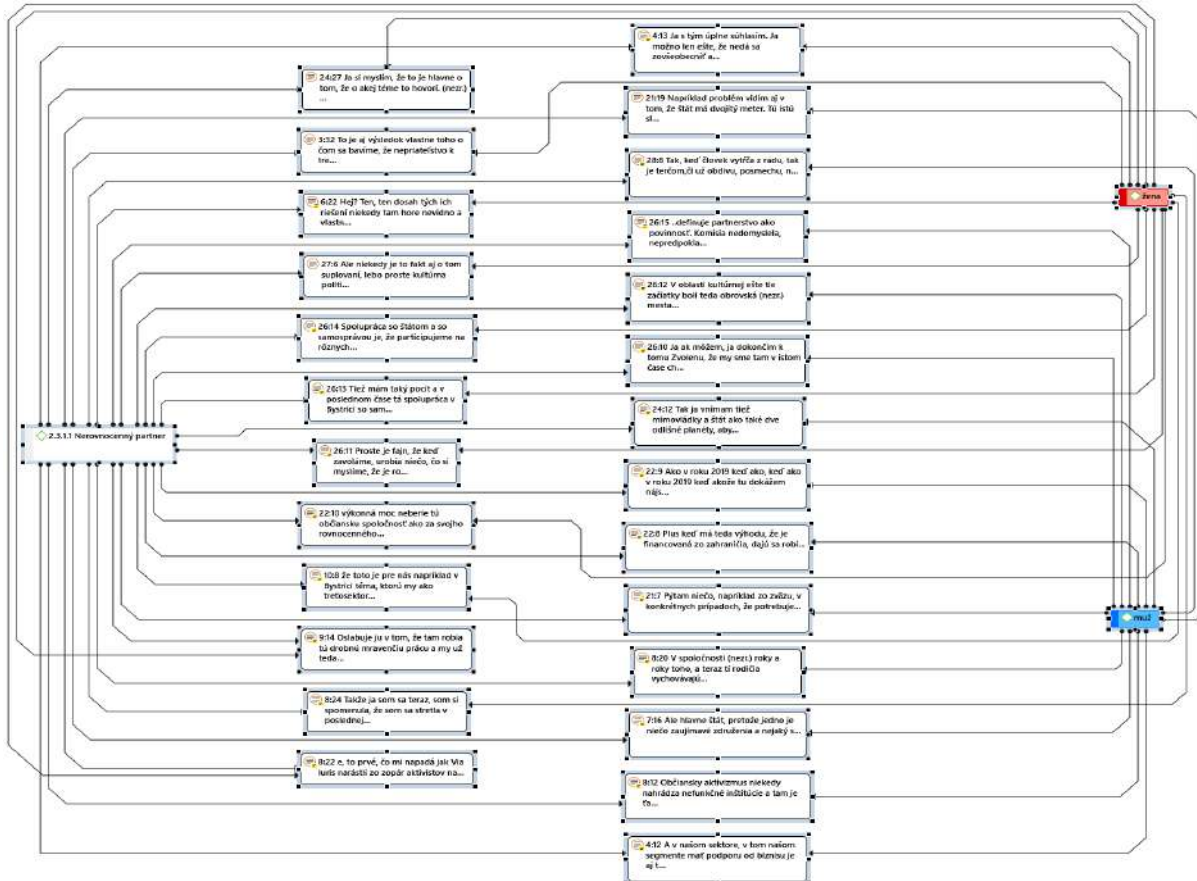 2.3.1.1 Nerovnocenný partner
24:27 Ja si myslím, že to je hlavne o
tom, že o akej téme to hovorí. (nezr.)
...
3:32 To je aj výsledok vlastne toho o
čom sa bavíme, že nepriateľstvo k
tre...
6:22 Hej? Ten, ten dosah tých ich
riešení niekedy tam hore nevidno a
vlastn...
27:6 Ale niekedy je to fakt aj o tom
suplovaní, lebo proste kultúrna
politi...
26:14 Spolupráca so štátom a so
samosprávou je, že participujeme na
rôznych...
26:13 Tiež mám taký pocit a v
poslednom čase tá spolupráca v
Bystrici so sam...
26:11 Proste je fajn, že keď
zavoláme, urobia niečo, čo si
myslíme, že je ro...
22:10 výkonná moc neberie tú
občiansku spoločnosť ako za svojho
rovnocenného...
10:8 že toto je pre nás napríklad v
Bystrici téma, ktorú my ako
tretosektor...
9:14 Oslabuje ju v tom, že tam robia
tú drobnú mravenčiu prácu a my už
teda...
8:24 Takže ja som sa teraz, som si
spomenula, že som sa stretla v
poslednej...
8:22 e, to prvé, čo mi napadá jak Via
Iuris narástli zo zopár aktivistov na...
4:13 Ja s tým úplne súhlasím. Ja
možno len ešte, že nedá sa
zovšeobecniť a...
21:19 Napríklad problém vidím aj v
tom, že štát má dvojitý meter. Tú istú
sl...
28:8 Tak, keď človek vytŕča z radu, tak
je terčom,či už obdivu, posmechu, n...
26:15 ..definuje partnerstvo ako
povinnosť. Komisia nedomyslela,
nepredpokla...
26:12 V oblasti kultúrnej ešte tie
začiatky boli teda obrovská (nezr.)
mesta...
26:10 Ja ak môžem, ja dokončím k
tomu Zvolenu, že my sme tam v istom
čase ch...
24:12 Tak ja vnímam tiež
mimovládky a štát ako také dve
odlišné planéty, aby...
22:9 Ako v roku 2019 keď ako, keď ako
v roku 2019 keď akože tu dokážem
nájs...
22:8 Plus keď má teda výhodu, že je
financovaná zo zahraničia, dajú sa robi...
21:7 Pýtam niečo, napríklad zo zväzu, v
konkrétnych prípadoch, že potrebuje...
8:20 V spoločnosti (nezr.) roky a
roky toho, a teraz tí rodičia
vychovávajú...
7:16 Ale hlavne štát, pretože jedno je
niečo zaujímavé združenia a nejaký s...
8:12 Občiansky aktivizmus niekedy
nahrádza nefunkčné inštitúcie a tam je
ťa...
4:12 A v našom sektore, v tom našom
segmente mať podporu od biznisu je
aj t...
žena
muž